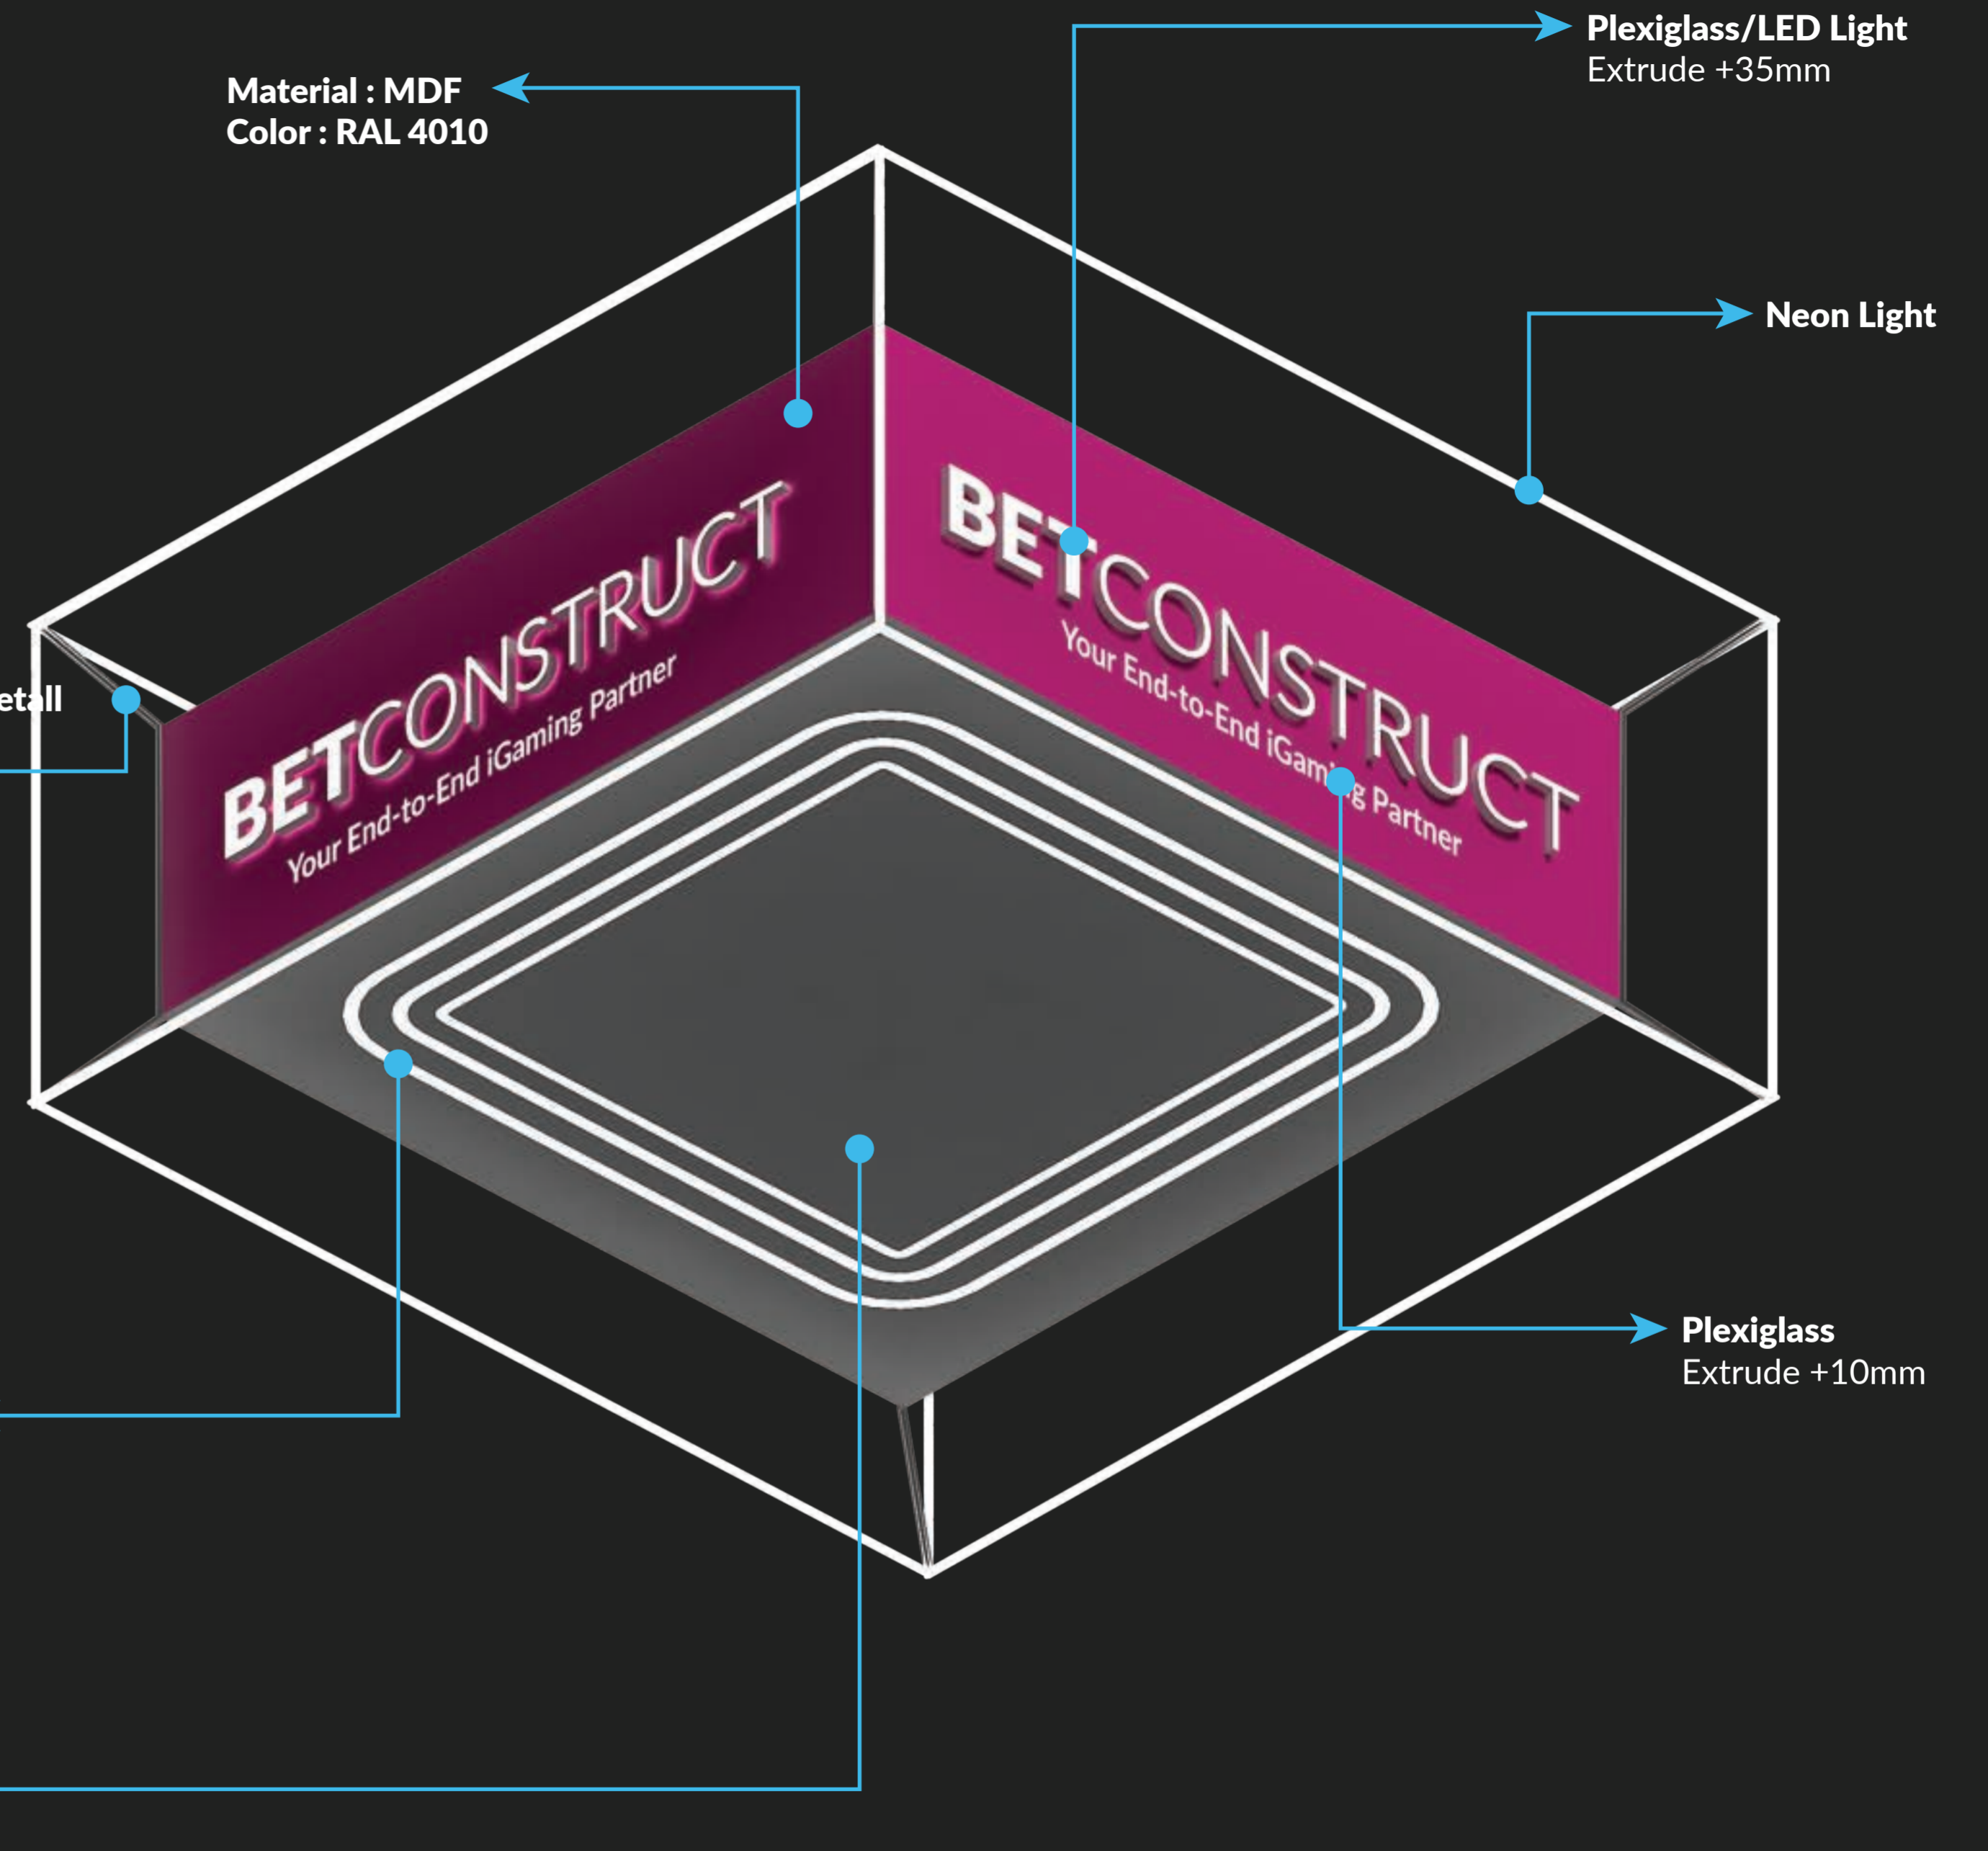 Plexiglass/LED Light
Extrude +35mm
Material : MDF
Color : RAL 4010
Neon Light
BETCONSTRUCT
Your End-to-End iGaming Partner
BETCONSTRUCT
Your End-to-End iGaming Partner
etall
Plexiglass
Extrude +10mm